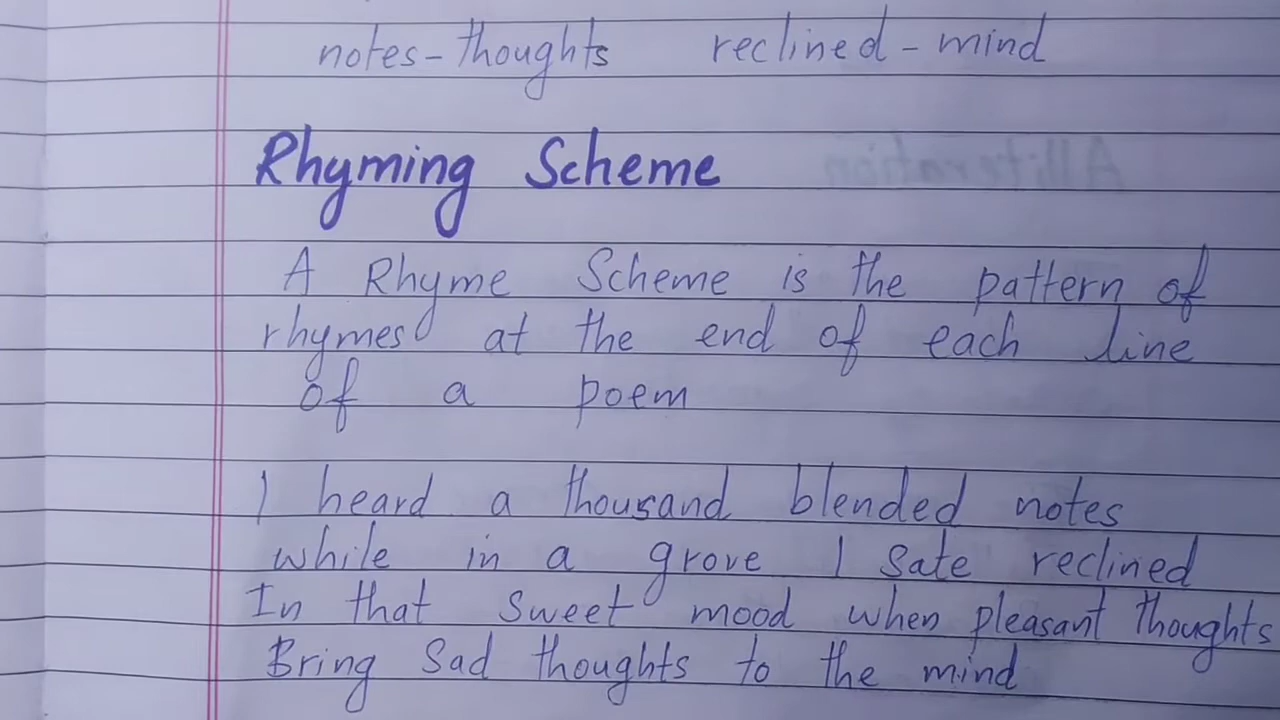 notes - thoughts reclined - mind
Rhyming Scheme
Alliteration
A Rhyme Scheme is the pattern of
rhymes at the end of each line
of a poem
I heard a thousand blended notes
while in a grove I sate reclined
In that sweet mood when pleasant thoughts
Bring Sad thoughts to the mind